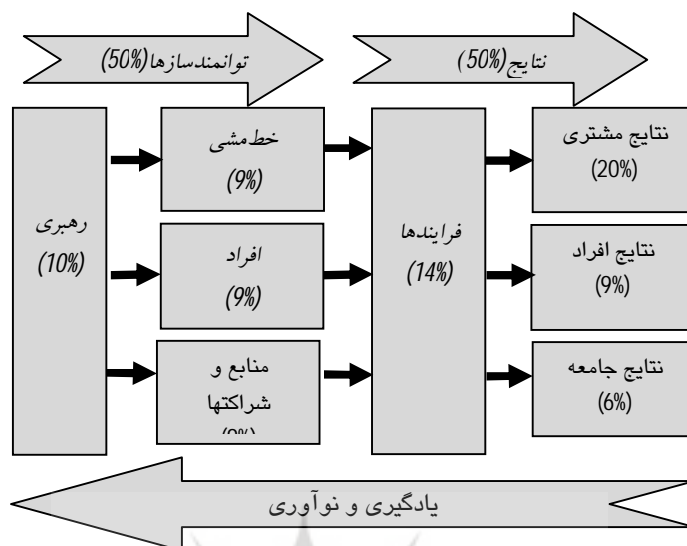 توانمندسازها(50%)
نتایج(50%)
رهبری
(10%)
خط‌مشی
(9%)
افراد
(9%)
منابع و
شراکتها
فرایندها
(14%)
نتایج مشتری
(20%)
نتایج افراد
(9%)
نتایج جامعه
(6%)
یادگیری و نوآوری